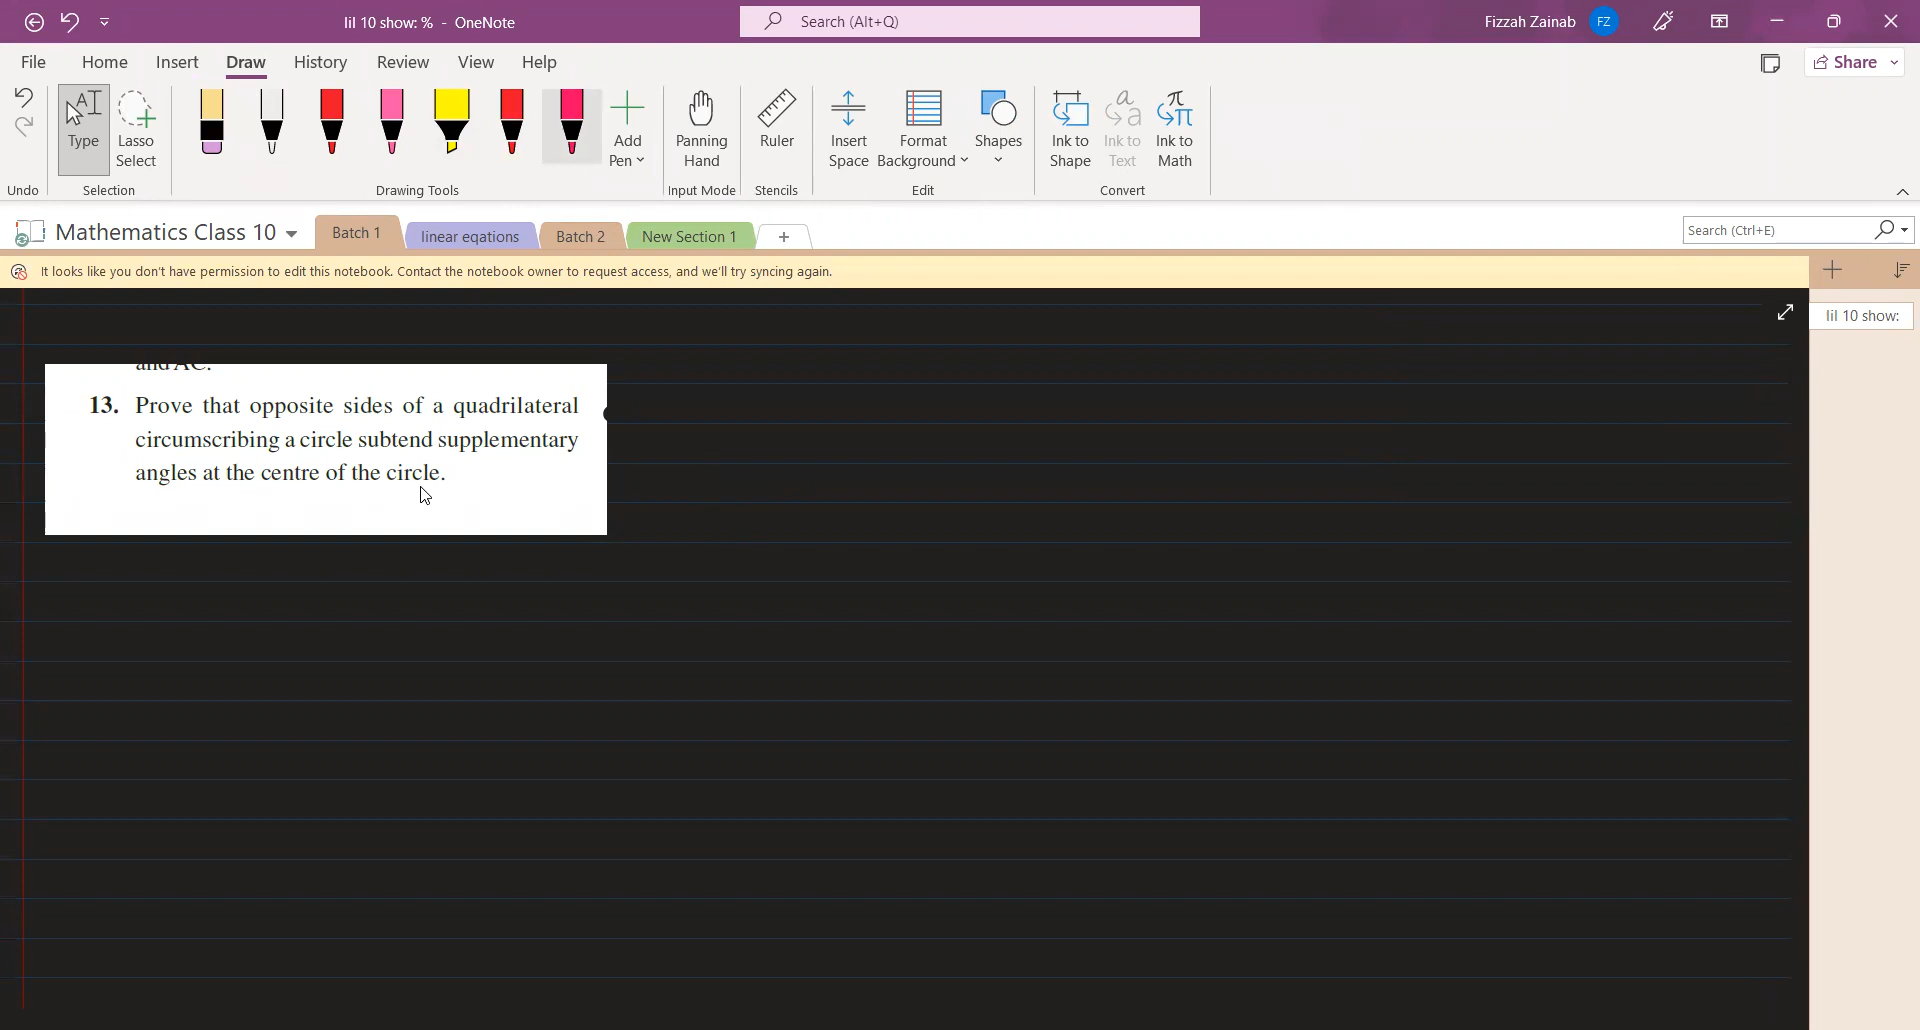 lil 10 show: % - OneNote
Search (Alt+Q)
Fizzah Zainab FZ
File Home Insert Draw History Review View Help
Share
Type
Lasso Select
Add Pen
Panning Hand
Ruler
Insert Space
Format Background
Shapes
Ink to Shape
Ink to Text
Ink to Math
Undo Selection Drawing Tools Input Mode Stencils Edit Convert
Mathematics Class 10 Batch 1 linear eqations Batch 2 New Section 1
Search (Ctrl+E)
It looks like you don't have permission to edit this notebook. Contact the notebook owner to request access, and we'll try syncing again.
lil 10 show:
and AC.
13. Prove that opposite sides of a quadrilateral
circumscribing a circle subtend supplementary
angles at the centre of the circle.